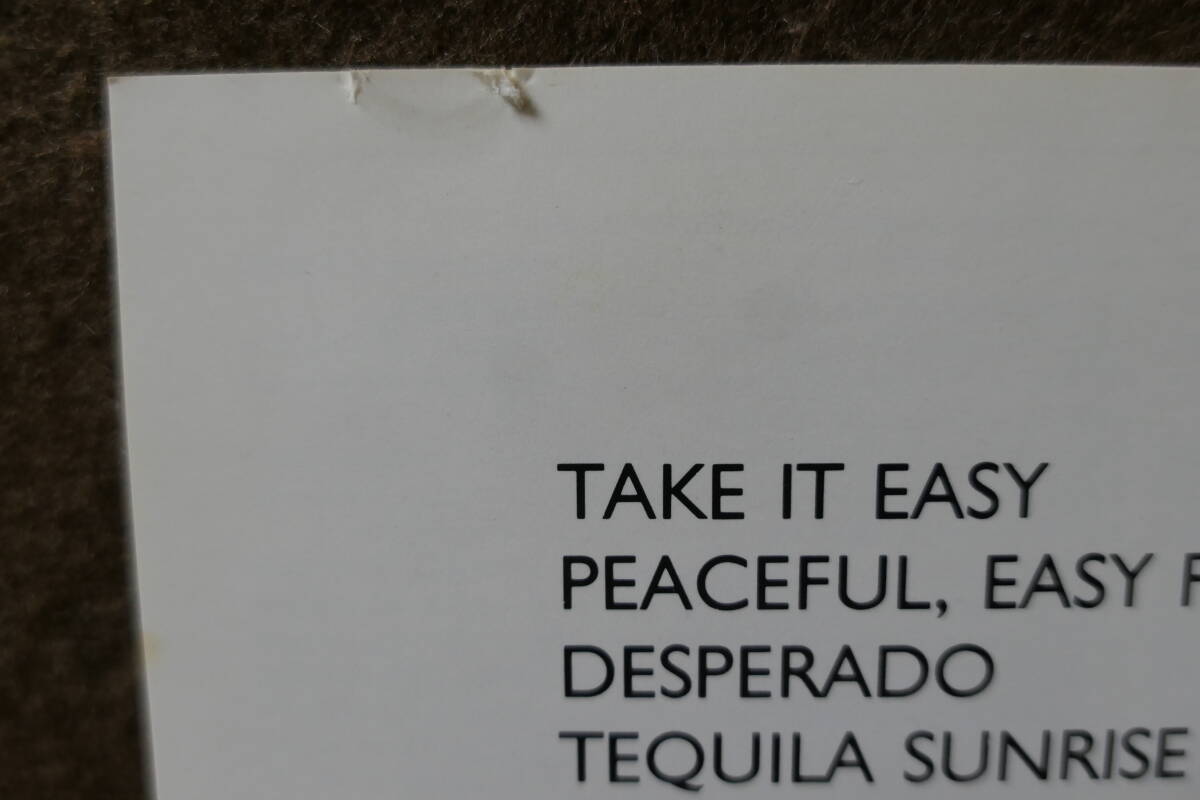 TAKE IT EASY
PEACEFUL, EASY
DESPERADO
TEQUILA SUNRISE